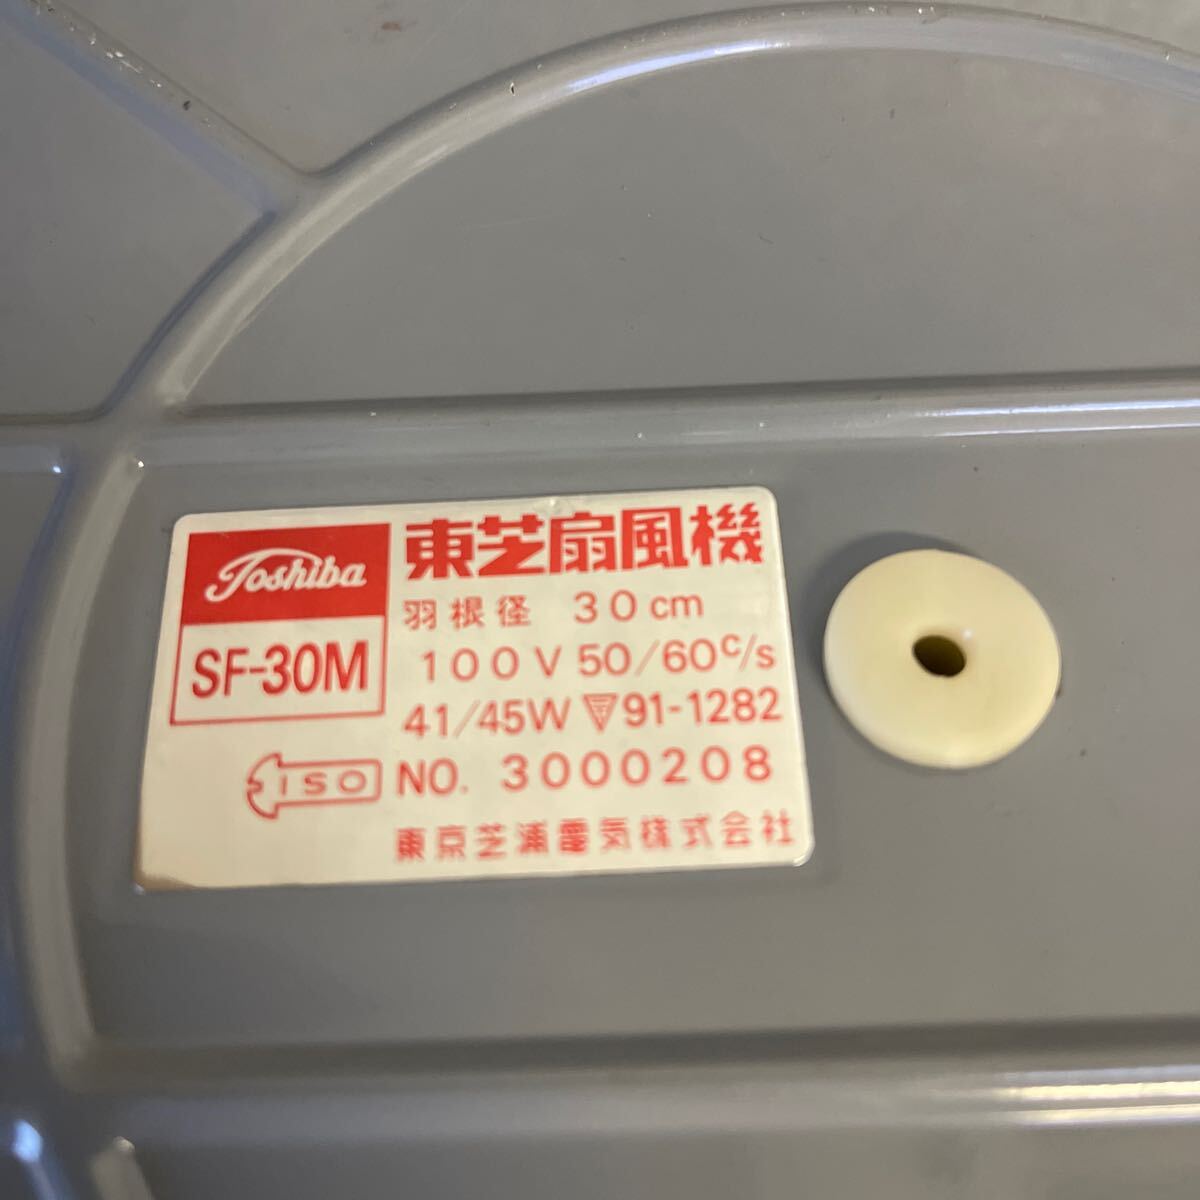 Toshiba
SF-30M
東芝扇風機
羽根径 30cm
100V 50/60c/s
41/45W ▽91-1282
ISO NO. 3000208
東京芝浦電気株式会社